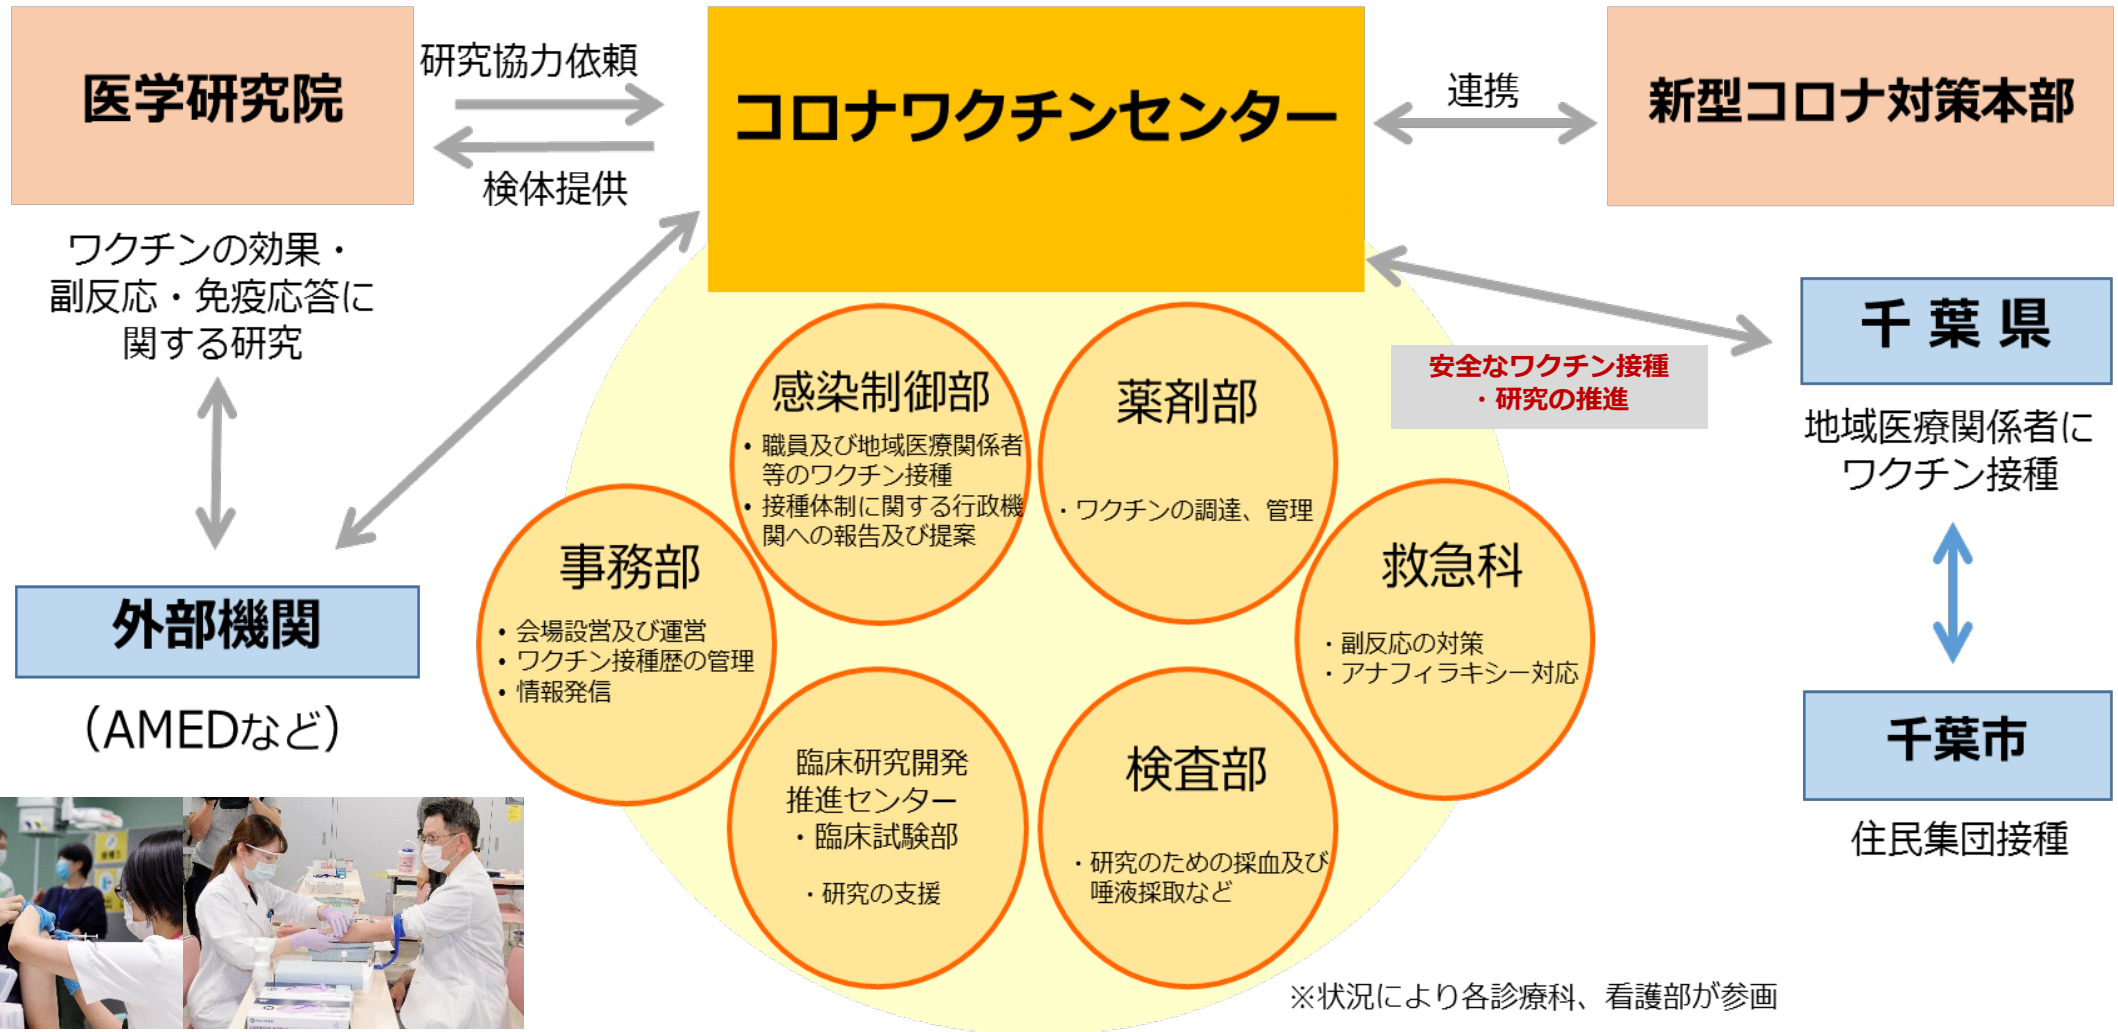 医学研究院
研究協力依頼
検体提供
コロナワクチンセンター
連携
新型コロナ対策本部
ワクチンの効果・
副反応・免疫応答に
関する研究
外部機関
（AMEDなど）
千葉県
安全なワクチン接種
・研究の推進
地域医療関係者に
ワクチン接種
千葉市
住民集団接種
感染制御部
・職員及び地域医療関係者
等のワクチン接種
・接種体制に関する行政機
関への報告及び提案
薬剤部
・ワクチンの調達、管理
事務部
・会場設営及び運営
・ワクチン接種歴の管理
・情報発信
救急科
・副反応の対策
・アナフィラキシー対応
臨床研究開発
推進センター
・臨床試験部
・研究の支援
検査部
・研究のための採血及び
唾液採取など
※状況により各診療科、看護部が参画